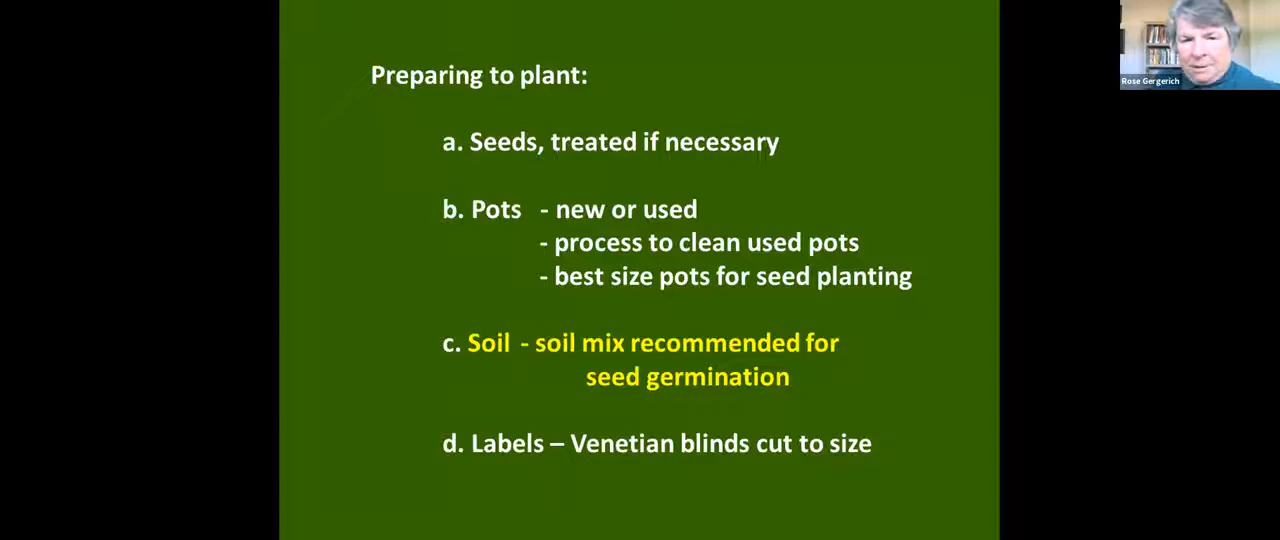 Preparing to plant:
a. Seeds, treated if necessary
b. Pots - new or used
- process to clean used pots
- best size pots for seed planting
c. Soil - soil mix recommended for
seed germination
d. Labels – Venetian blinds cut to size
Rose Gergerich